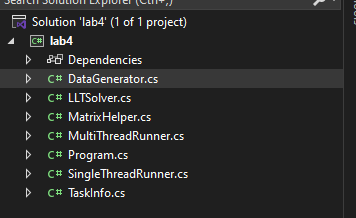 Search Solution Explorer (Ctrl+;)
Solution 'lab4' (1 of 1 project)
C# lab4
Dependencies
C# DataGenerator.cs
C# LLTSolver.cs
C# MatrixHelper.cs
C# MultiThreadRunner.cs
C# Program.cs
C# SingleThreadRunner.cs
C# TaskInfo.cs